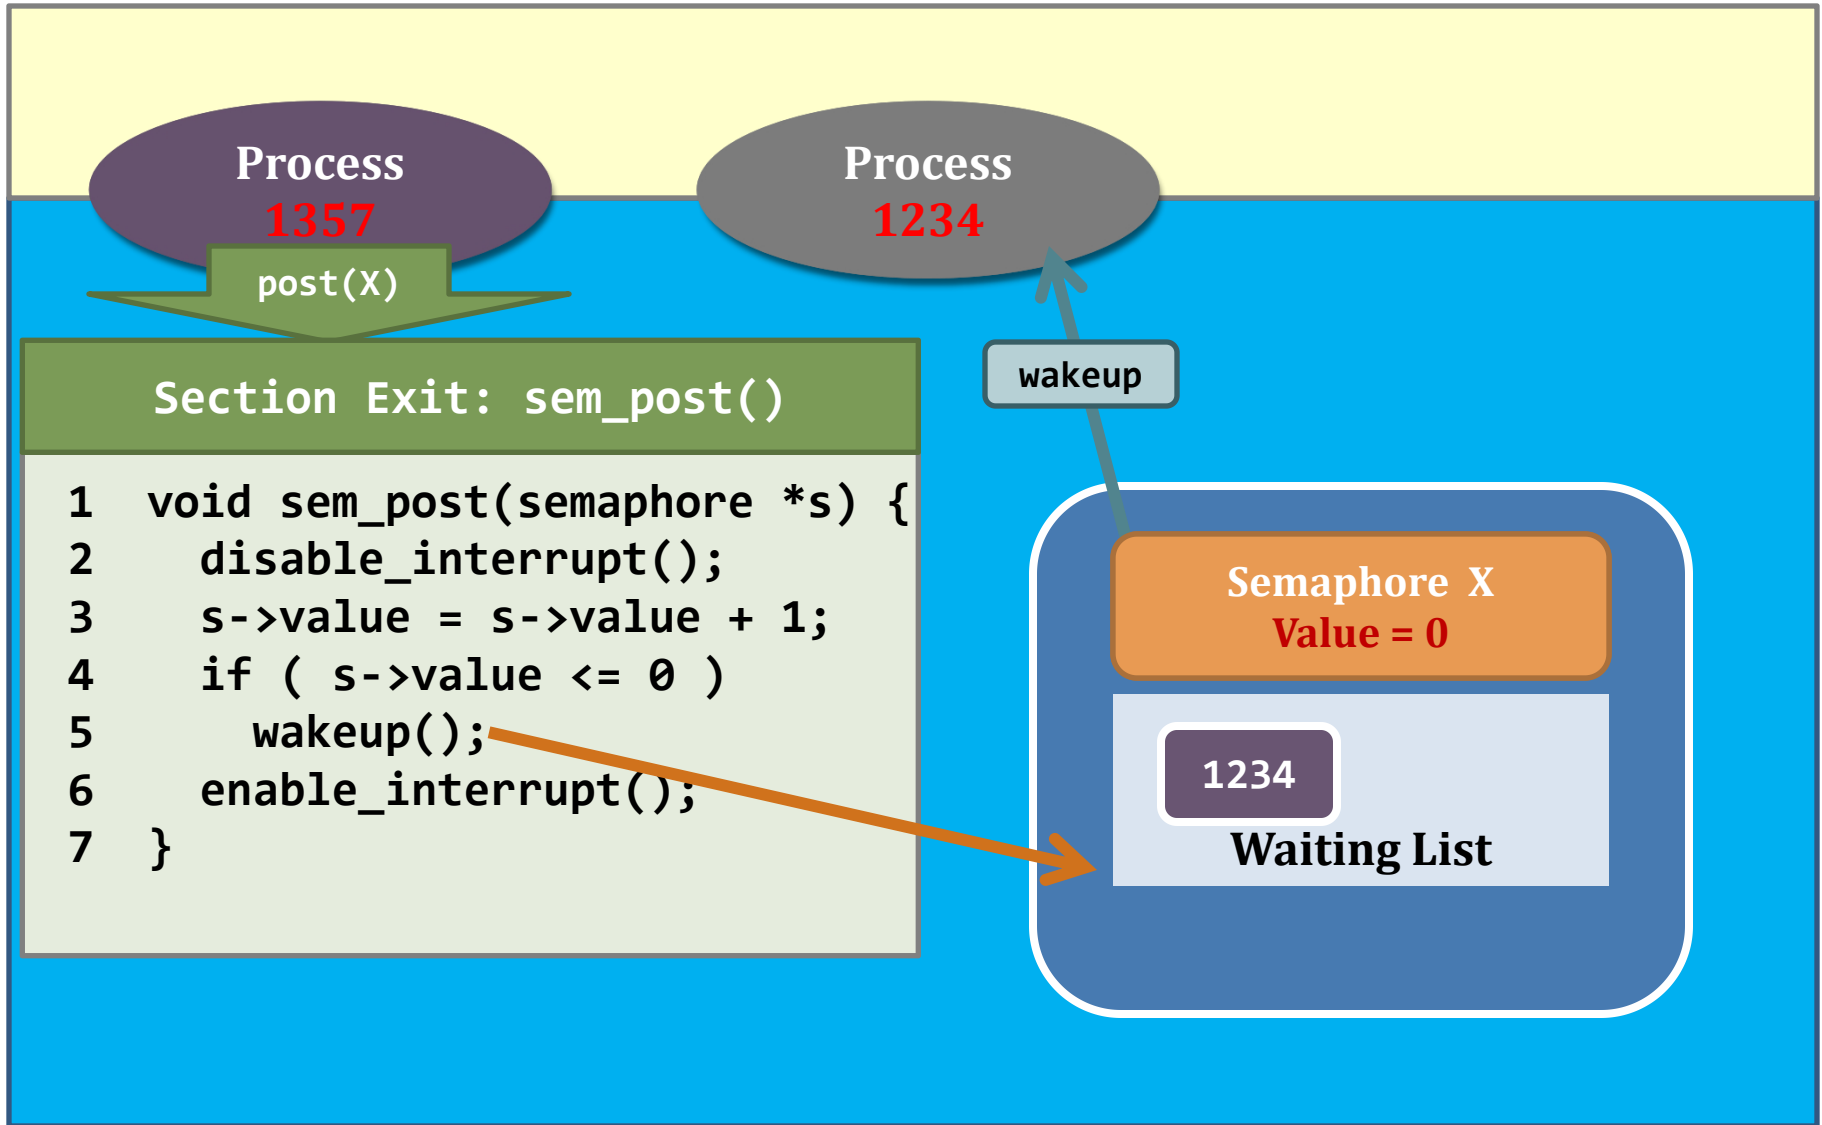 Process
1357
Process
1234
post(X)
wakeup
Section Exit: sem_post()
1 void sem_post(semaphore *s) {
2   disable_interrupt();
3   s->value = s->value + 1;
4   if ( s->value <= 0 )
5     wakeup();
6   enable_interrupt();
7 }
Semaphore X
Value = 0
1234
Waiting List